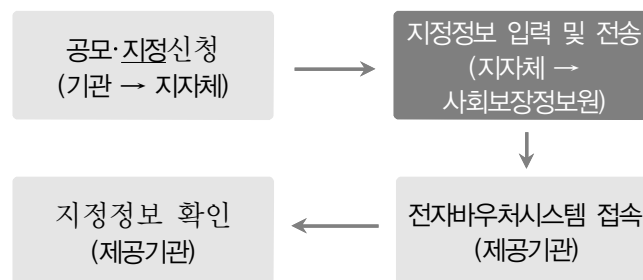 공모·지정신청
(기관 → 지자체)
지정정보 입력 및 전송
(지자체 →
사회보장정보원)
지정정보 확인
(제공기관)
전자바우처시스템 접속
(제공기관)